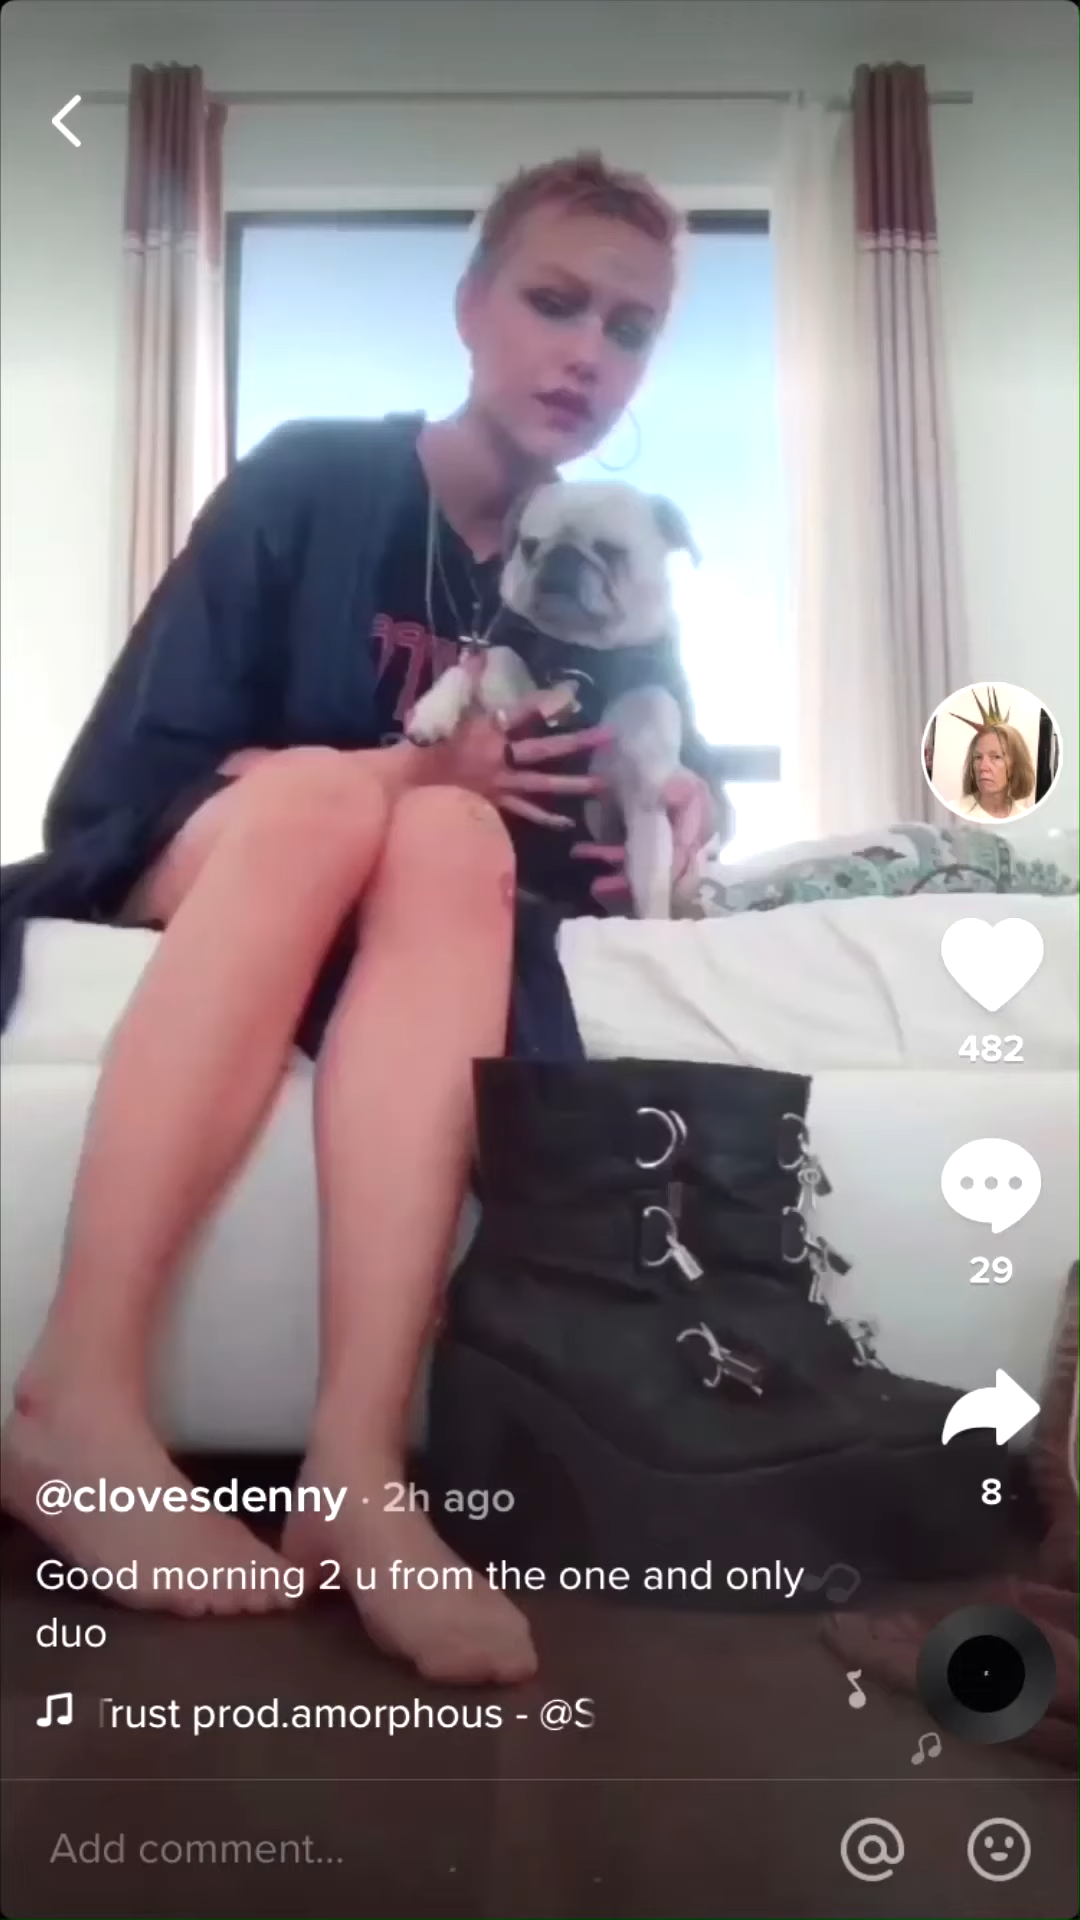 482
29
8
@clovesdenny · 2h ago
Good morning 2 u from the one and only
duo
rust prod.amorphous - @S
Add comment...